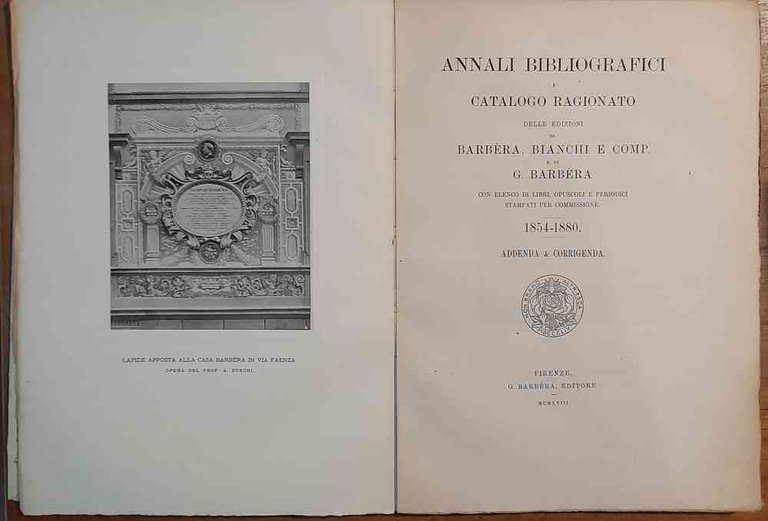 LAPIDE APPOSTA ALLA CASA BARBÈRA IN VIA FAENZA
OPERA DEL PROF. A.
ANNALI BIBLIOGRAFICI
E
CATALOGO RAGIONATO
DELLE EDIZIONI
DI
BARBÈRA, BIANCHI E COMP.
E DI
G. BARBÈRA
CON ELENCO DI LIBRI, OPUSCOLI E PERIODICI
STAMPATI PER COMMISSIONE.
1854-1880.
ADDENDA & CORRIGENDA.
FIRENZE,
G. BARBÈRA, EDITORE
—
MCMXVIII.